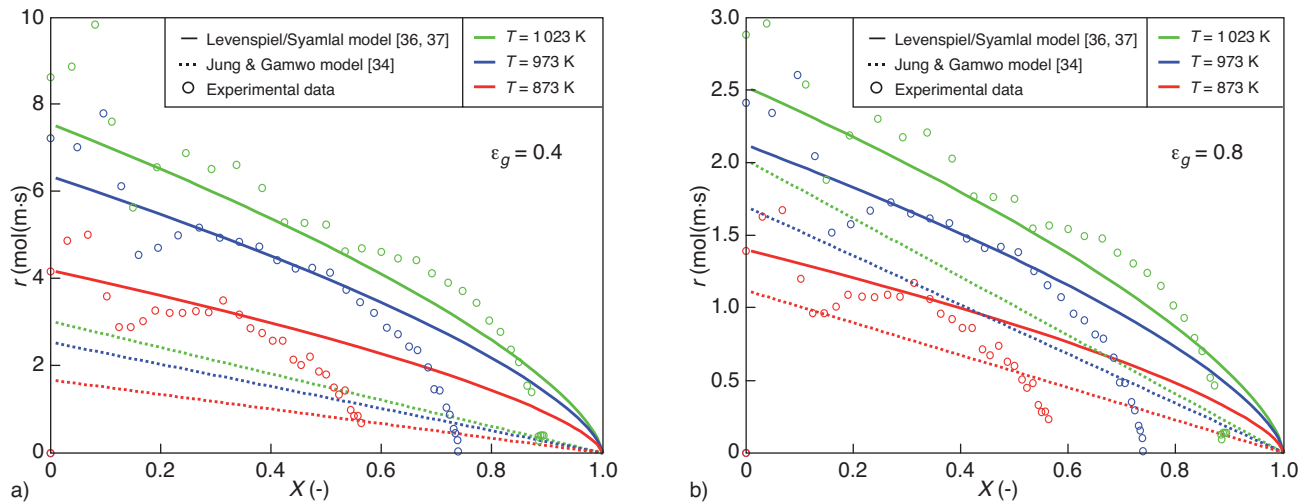 10
8
6
4
2
0
r (mol(m·s)
0
0.2
0.4
0.6
0.8
1.0
X (-)
Levenspiel/Syamlal model [36, 37]
Jung & Gamwo model [34]
Experimental data
T = 1 023 K
T = 973 K
T = 873 K
εg = 0.4
a)
3.0
2.5
2.0
1.5
1.0
0.5
0
r (mol(m·s)
0
0.2
0.4
0.6
0.8
1.0
X (-)
Levenspiel/Syamlal model [36, 37]
Jung & Gamwo model [34]
Experimental data
T = 1 023 K
T = 973 K
T = 873 K
εg = 0.8
b)